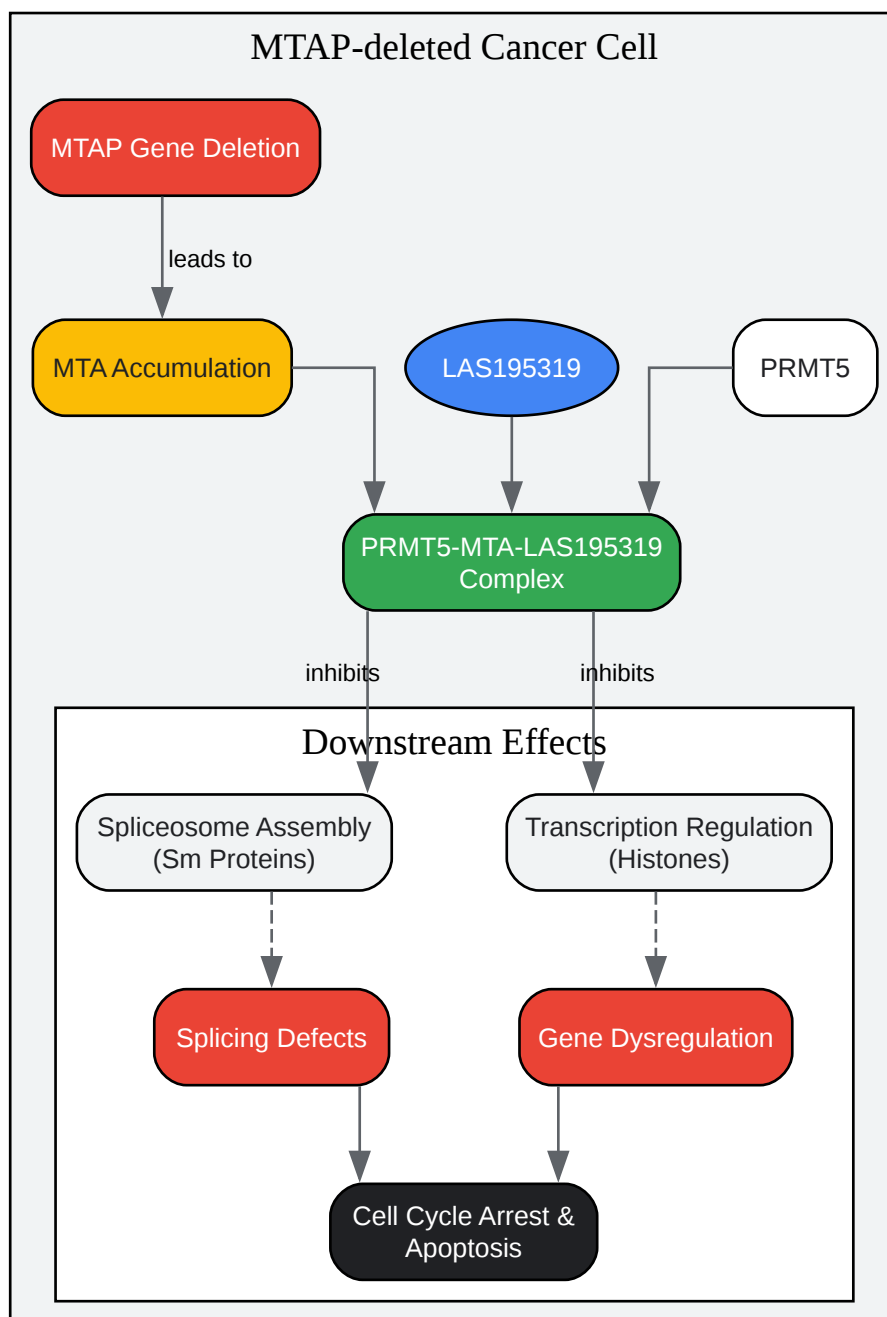 MTAP-deleted Cancer Cell
MTAP Gene Deletion
leads to
MTA Accumulation
LAS195319
PRMT5
PRMT5-MTA-LAS195319
Complex
inhibits
inhibits
Downstream Effects
Spliceosome Assembly
(Sm Proteins)
Transcription Regulation
(Histones)
Splicing Defects
Gene Dysregulation
Cell Cycle Arrest &
Apoptosis